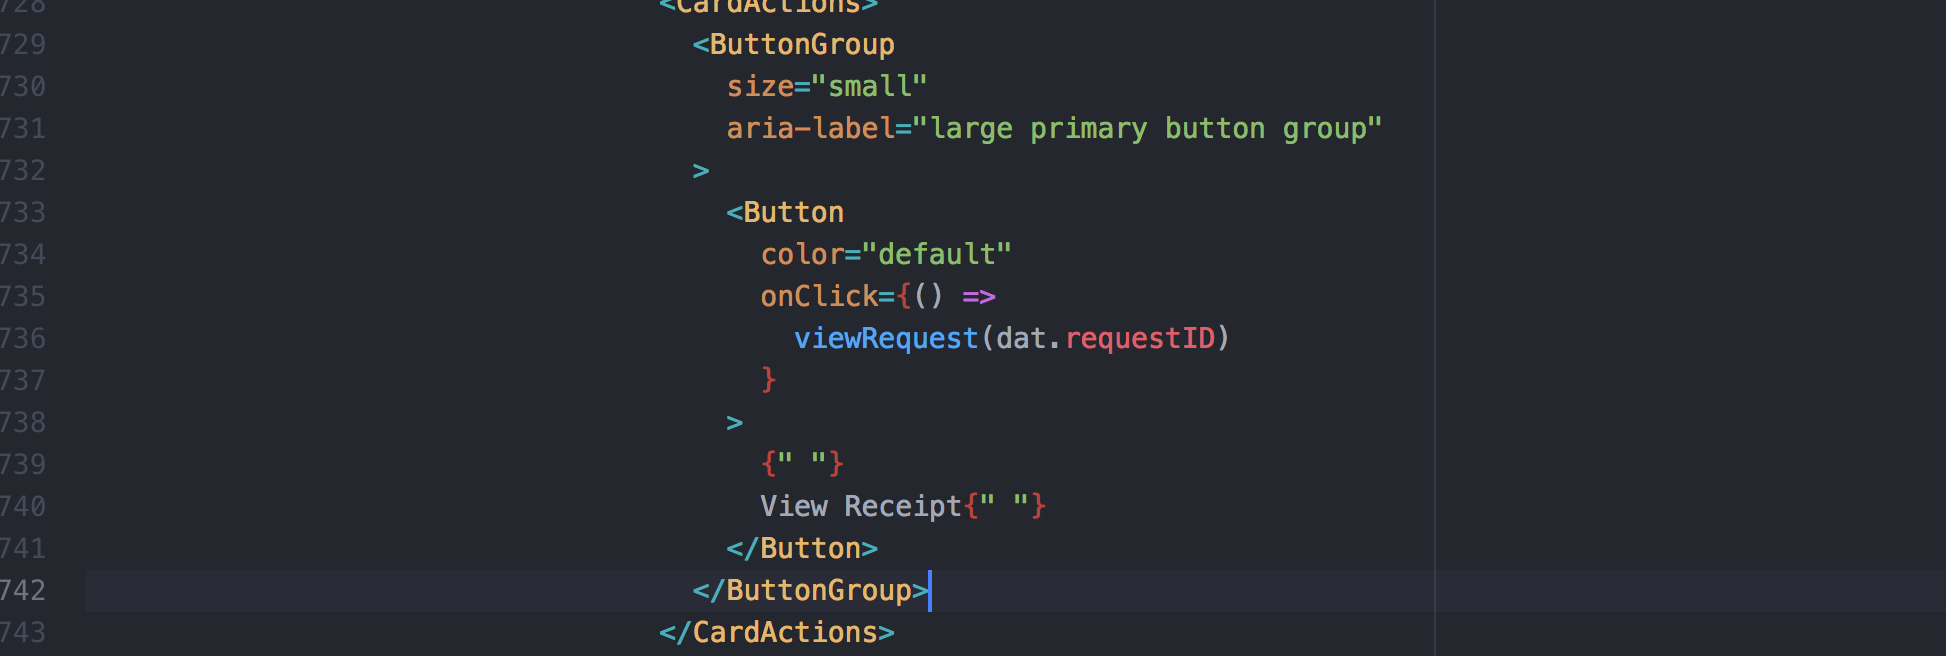 728 <CardActions>
729 <ButtonGroup
730 size="small"
731 aria-label="large primary button group"
732 >
733 <Button
734 color="default"
735 onClick={() =>
736 viewRequest(dat.requestID)
737 }
738 >
739 {" "}
740 View Receipt{" "}
741 </Button>
742 </ButtonGroup>
743 </CardActions>